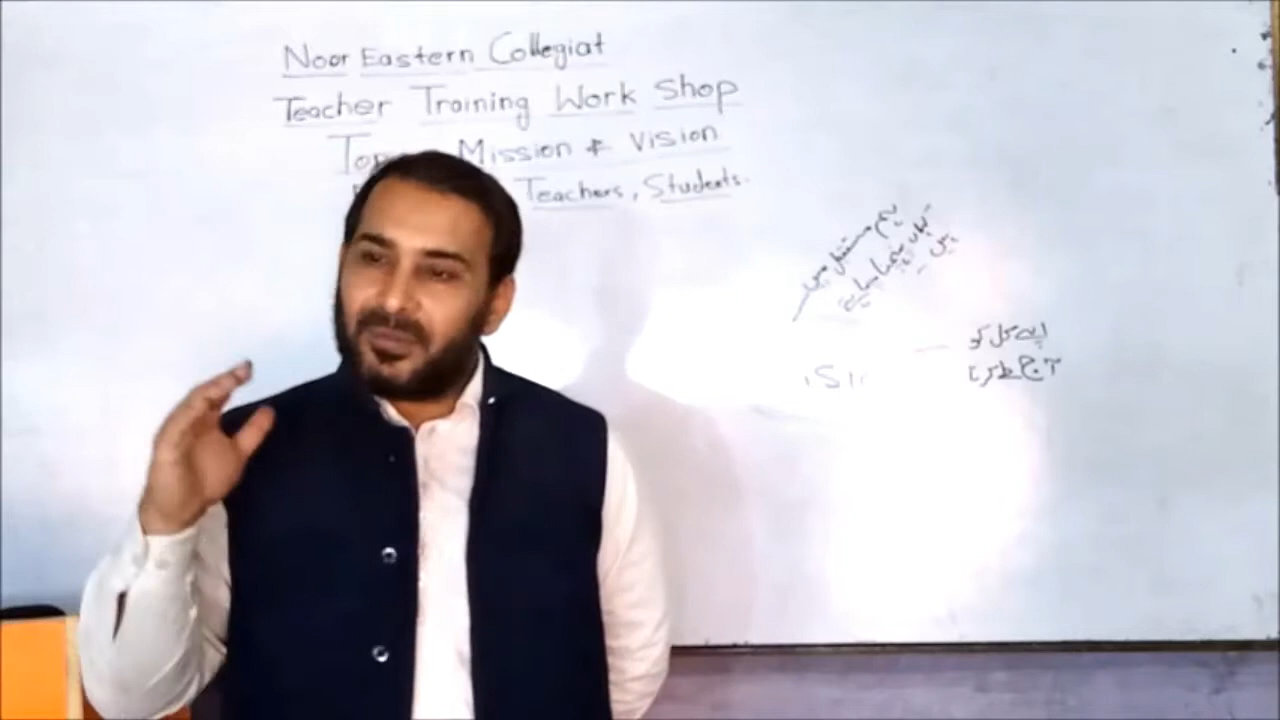 Noor Eastern Collegiat
Teacher Training Work Shop
Mission & Vision
Teachers, Students.
ہم مستقبل میں
کہاں پہنچنا چاہتے
ہیں
اپنے کل کو
آج طے کرنا